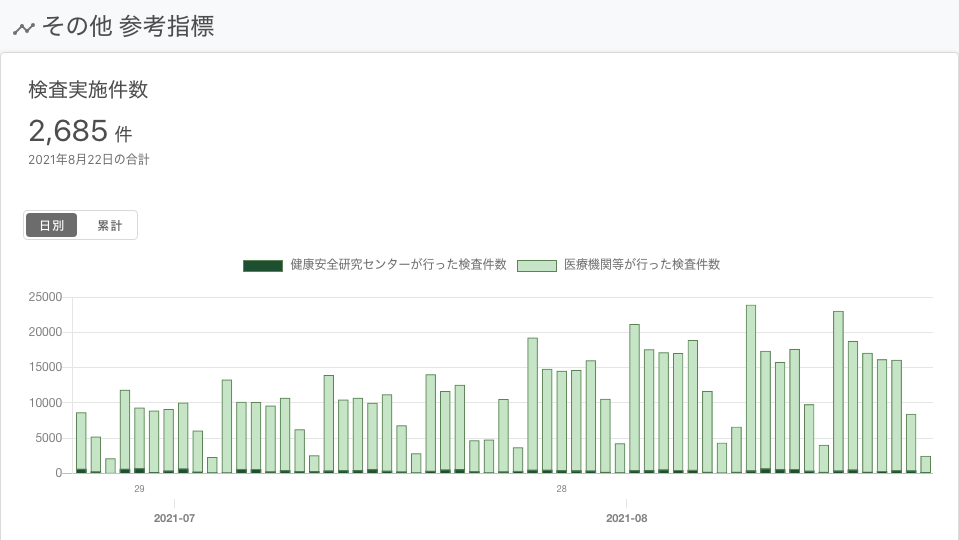 その他 参考指標
検査実施件数
2,685 件
2021年8月22日の合計
日別 累計
健康安全研究センターが行った検査件数 医療機関等が行った検査件数
25000
20000
15000
10000
5000
0
29 28
2021-07 2021-08